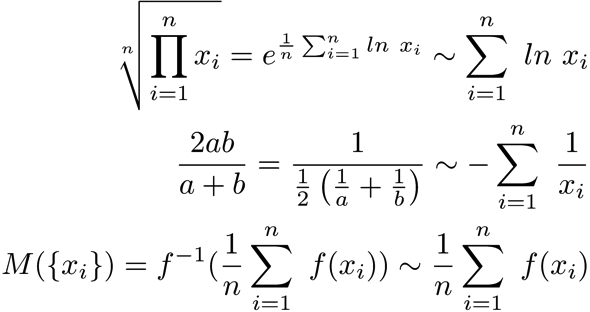 \sqrt[n]{\prod_{i=1}^{n} x_i} = e^{\frac{1}{n} \sum_{i=1}^{n} ln\ x_i} \sim \sum_{i=1}^{n} ln\ x_i
\frac{2ab}{a+b} = \frac{1}{\frac{1}{2}\left(\frac{1}{a}+\frac{1}{b}\right)} \sim -\sum_{i=1}^{n} \frac{1}{x_i}
M(\{x_i\}) = f^{-1}(\frac{1}{n} \sum_{i=1}^{n} f(x_i)) \sim \frac{1}{n} \sum_{i=1}^{n} f(x_i)